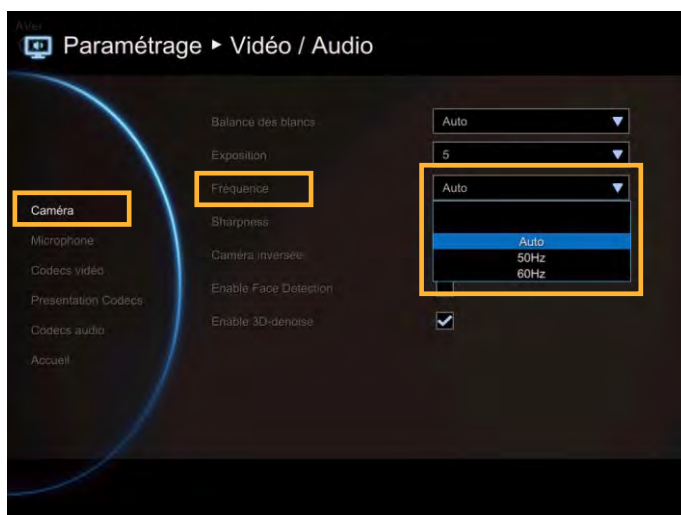 AVer
Paramétrage ► Vidéo / Audio
Balance des blancs
Auto
Exposition
5
Fréquence
Auto
Auto
50Hz
60Hz
Caméra
Sharpness
Microphone
Caméra inversée
Codecs vidéo
Enable Face Detection
Presentation Codecs
Enable 3D-denoise
Codecs audio
Accueil